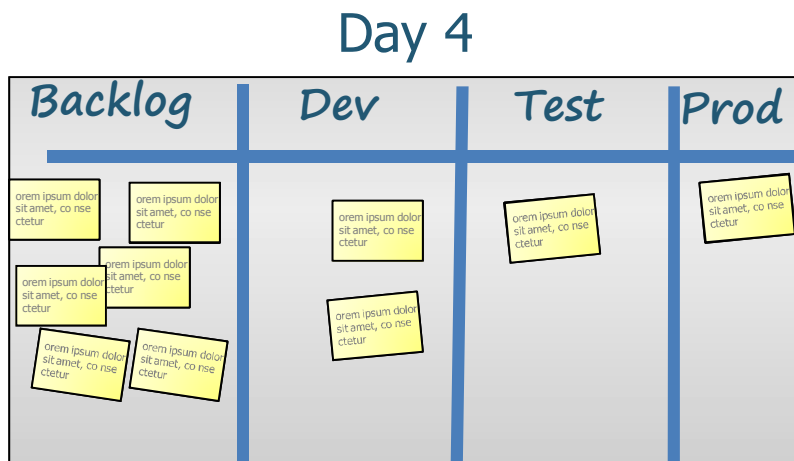 Day 4
Backlog
Dev
Test
Prod
orem ipsum dolor
sit amet, co nse
ctetur
orem ipsum dolor
sit amet, co nse
ctetur
orem ipsum dolor
sit amet, co nse
ctetur
orem ipsum dolor
sit amet, co nse
ctetur
orem ipsum dolor
sit amet, co nse
ctetur
orem ipsum dolor
sit amet, co nse
ctetur
orem ipsum dolor
sit amet, co nse
ctetur
orem ipsum dolor
sit amet, co nse
ctetur
orem ipsum dolor
sit amet, co nse
ctetur
orem ipsum dolor
sit amet, co nse
ctetur